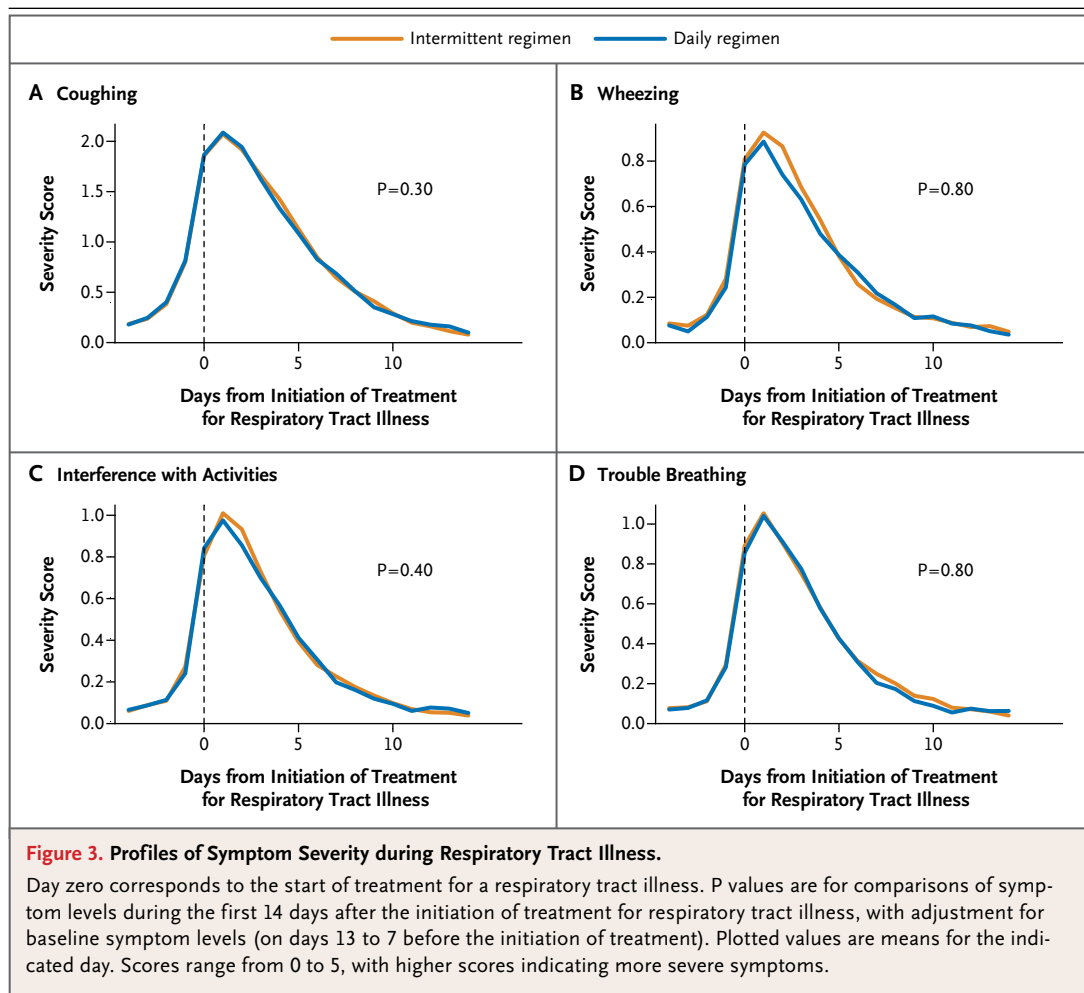 Intermittent regimen Daily regimen
A Coughing
Severity Score
2.0
1.5
1.0
0.5
0.0
P=0.30
0 5 10
Days from Initiation of Treatment
for Respiratory Tract Illness
B Wheezing
Severity Score
0.8
0.6
0.4
0.2
0.0
P=0.80
0 5 10
Days from Initiation of Treatment
for Respiratory Tract Illness
C Interference with Activities
Severity Score
1.0
0.8
0.6
0.4
0.2
0.0
P=0.40
0 5 10
Days from Initiation of Treatment
for Respiratory Tract Illness
D Trouble Breathing
Severity Score
1.0
0.8
0.6
0.4
0.2
0.0
P=0.80
0 5 10
Days from Initiation of Treatment
for Respiratory Tract Illness
Figure 3. Profiles of Symptom Severity during Respiratory Tract Illness.
Day zero corresponds to the start of treatment for a respiratory tract illness. P values are for comparisons of symp-
tom levels during the first 14 days after the initiation of treatment for respiratory tract illness, with adjustment for
baseline symptom levels (on days 13 to 7 before the initiation of treatment). Plotted values are means for the indi-
cated day. Scores range from 0 to 5, with higher scores indicating more severe symptoms.